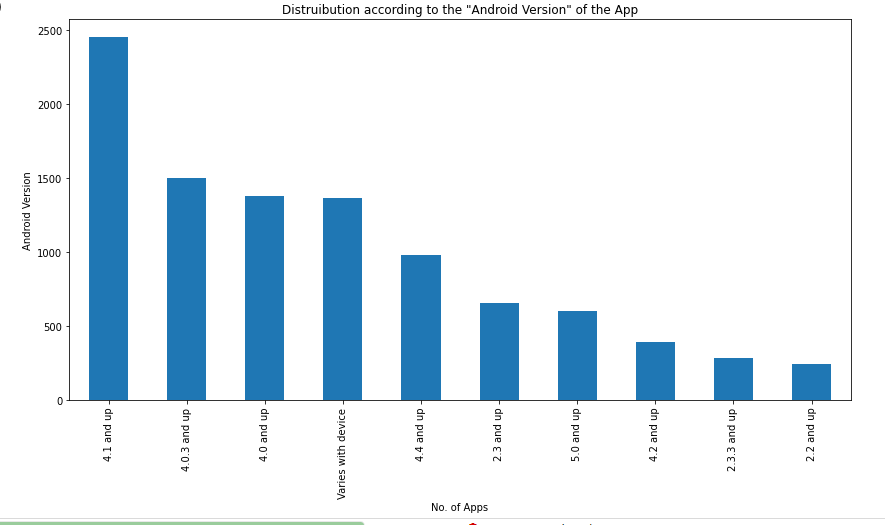 Distruibution according to the "Android Version" of the App
2500
2000
1500
1000
500
0
Android Version
4.1 and up
4.0.3 and up
4.0 and up
Varies with device
4.4 and up
2.3 and up
5.0 and up
4.2 and up
2.3.3 and up
2.2 and up
No. of Apps